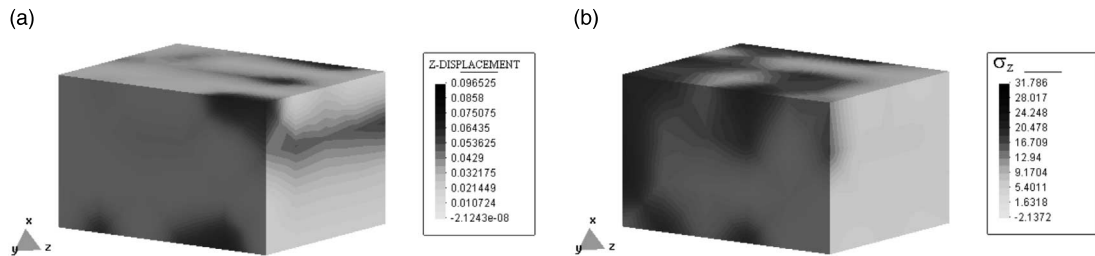 (a)
Z-DISPLACEMENT
0.096525
0.0858
0.075075
0.06435
0.053625
0.0429
0.032175
0.021449
0.010724
-2.1243e-08
x
y
z
(b)
σz
31.786
28.017
24.248
20.478
16.709
12.94
9.1704
5.4011
1.6318
-2.1372
x
y
z